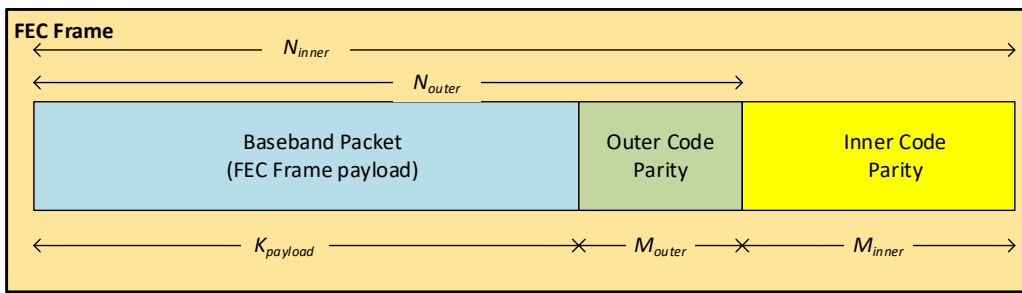 FEC Frame
N_inner
N_outer
Baseband Packet
(FEC Frame payload)
Outer Code
Parity
Inner Code
Parity
K_payload
M_outer
M_inner